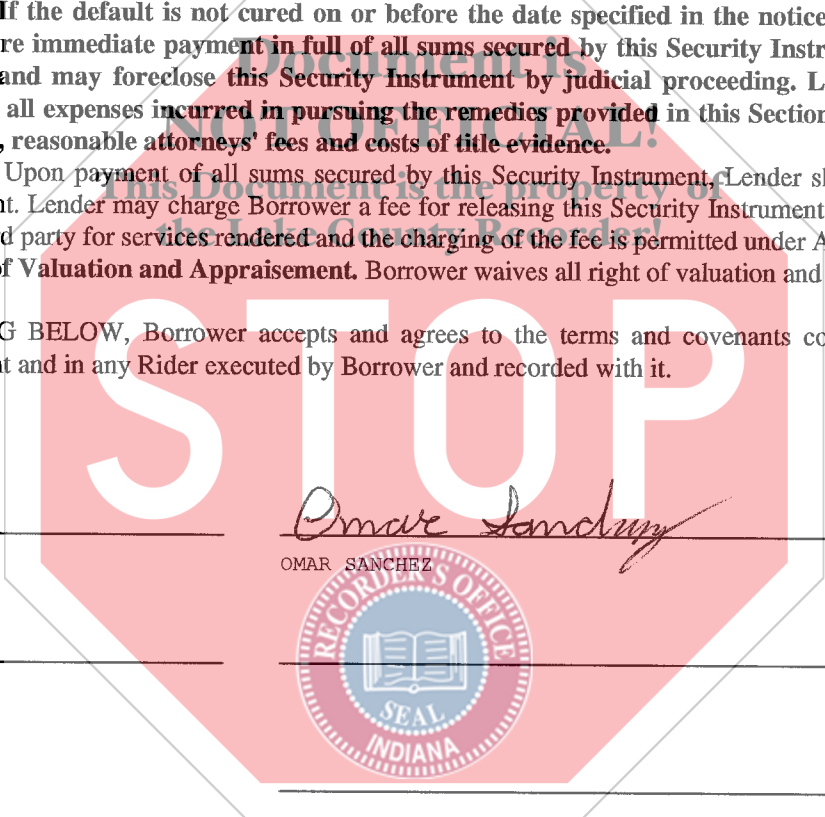 If the default is not cured on or before the date specified in the notice
re immediate payment in full of all sums secured by this Security Instr
and may foreclose this Security Instrument by judicial proceeding. L
all expenses incurred in pursuing the remedies provided in this Section
, reasonable attorneys' fees and costs of title evidence.
Upon payment of all sums secured by this Security Instrument, Lender sh
nt. Lender may charge Borrower a fee for releasing this Security Instrument
d party for services rendered and the charging of the fee is permitted under A
of Valuation and Appraisement. Borrower waives all right of valuation and
G BELOW, Borrower accepts and agrees to the terms and covenants co
nt and in any Rider executed by Borrower and recorded with it.
Document is
NOT OFFICIAL!
This Document is the property of
the Lake County Recorder!
STOP
Omar Sanchez
OMAR SANCHEZ
RECORDER'S OFFICE
SEAL
INDIANA